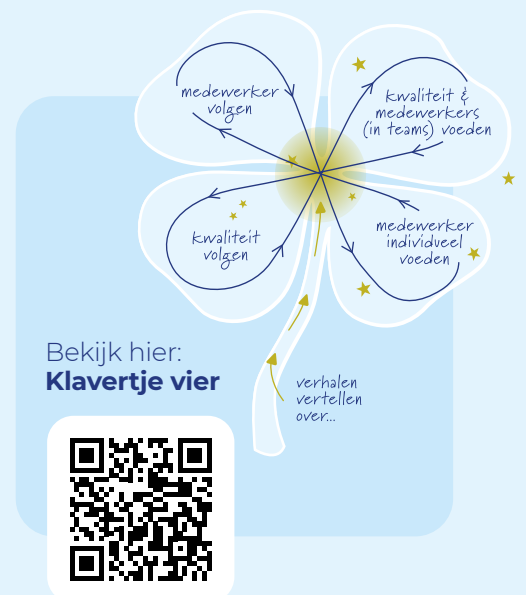 medewerker
volgen
kwaliteit &
medewerkers
(in teams) voeden
kwaliteit
volgen
medewerker
individueel
voeden
Bekijk hier:
Klavertje vier
verhalen
vertellen
over...